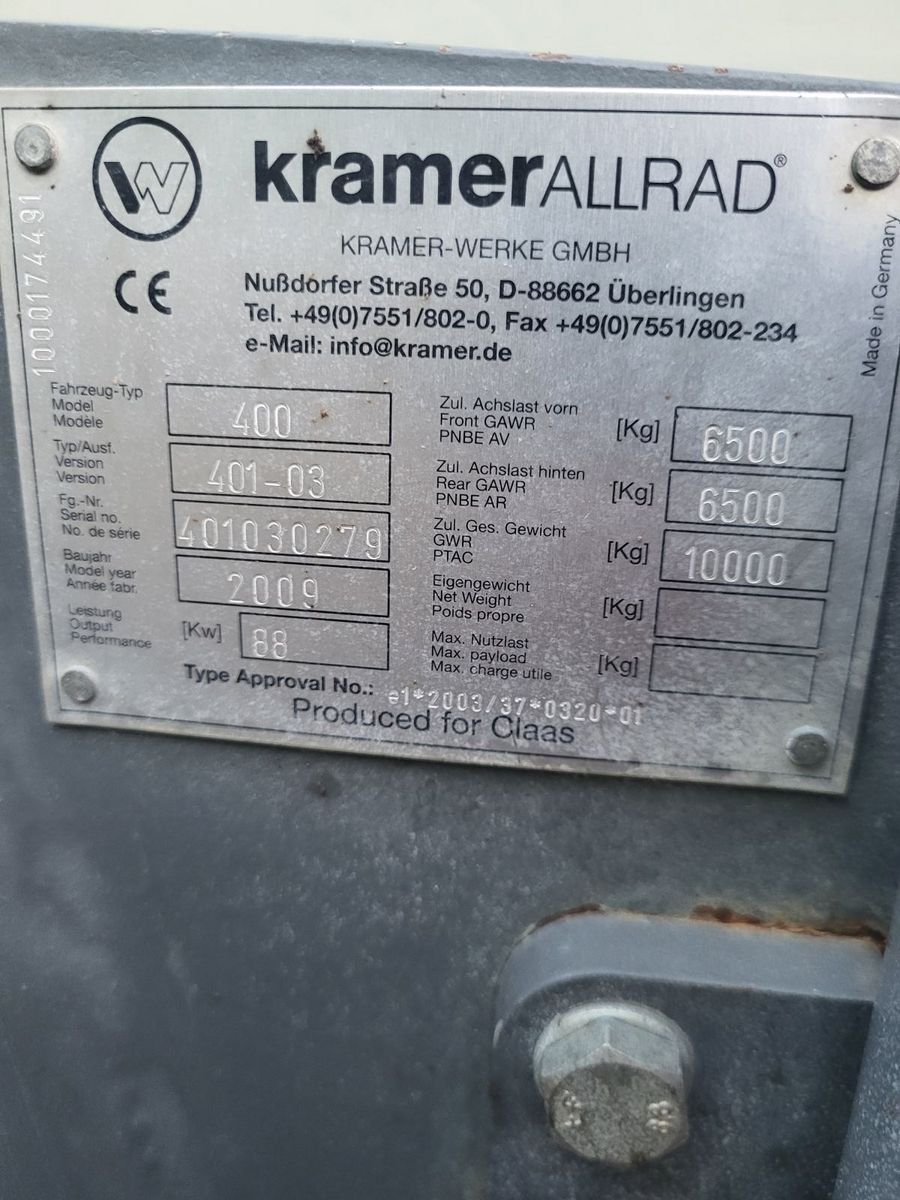 W
kramerALLRAD®
KRAMER-WERKE GMBH
CE
Nußdorfer Straße 50, D-88662 Überlingen
Tel. +49(0)7551/802-0, Fax +49(0)7551/802-234
e-Mail: info@kramer.de
1000174491
Made in Germany
Fahrzeug-Typ
Model
Modèle
400
Typ/Ausf.
Version
Version
401-03
Fg.-Nr.
Serial no.
No. de série
401030279
Baujahr
Model year
Année fabr.
2009
Leistung
Output
Performance
[Kw]
88
Zul. Achslast vorn
Front GAWR
PNBE AV
[Kg]
6500
Zul. Achslast hinten
Rear GAWR
PNBE AR
[Kg]
6500
Zul. Ges. Gewicht
GWR
PTAC
[Kg]
10000
Eigengewicht
Net Weight
Poids propre
[Kg]
Max. Nutzlast
Max. payload
Max. charge utile
[Kg]
Type Approval No.: e1*2003/37*0320*01
Produced for Claas